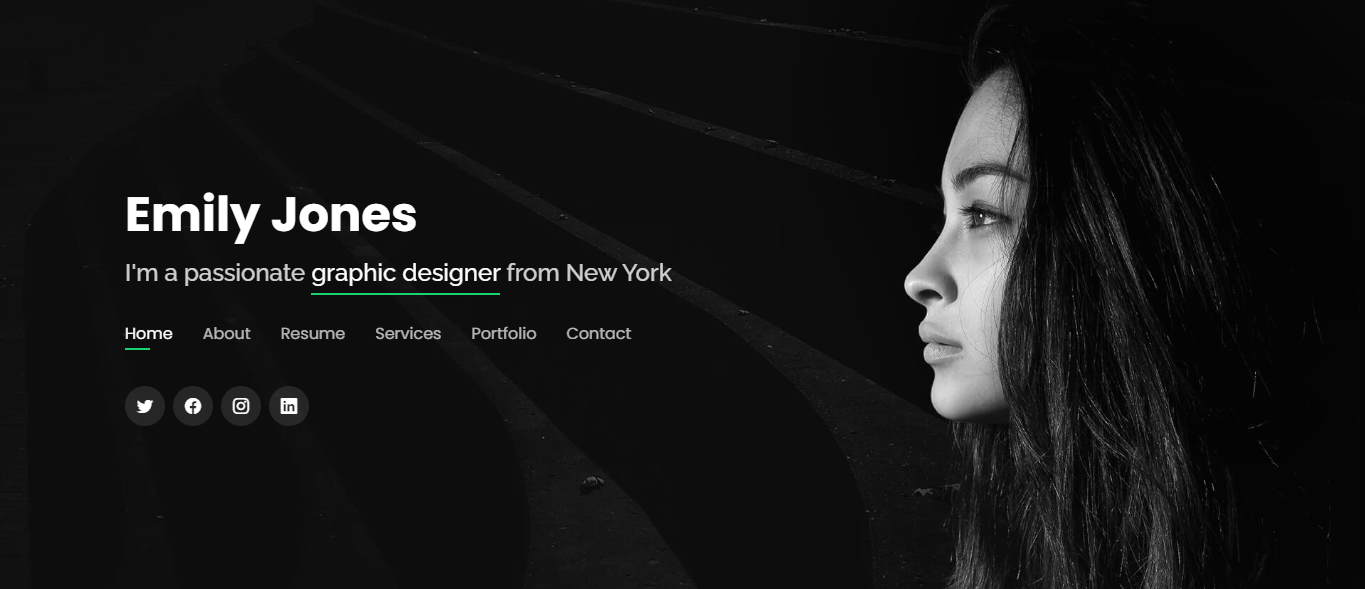 Emily Jones
I'm a passionate graphic designer from New York
Home About Resume Services Portfolio Contact